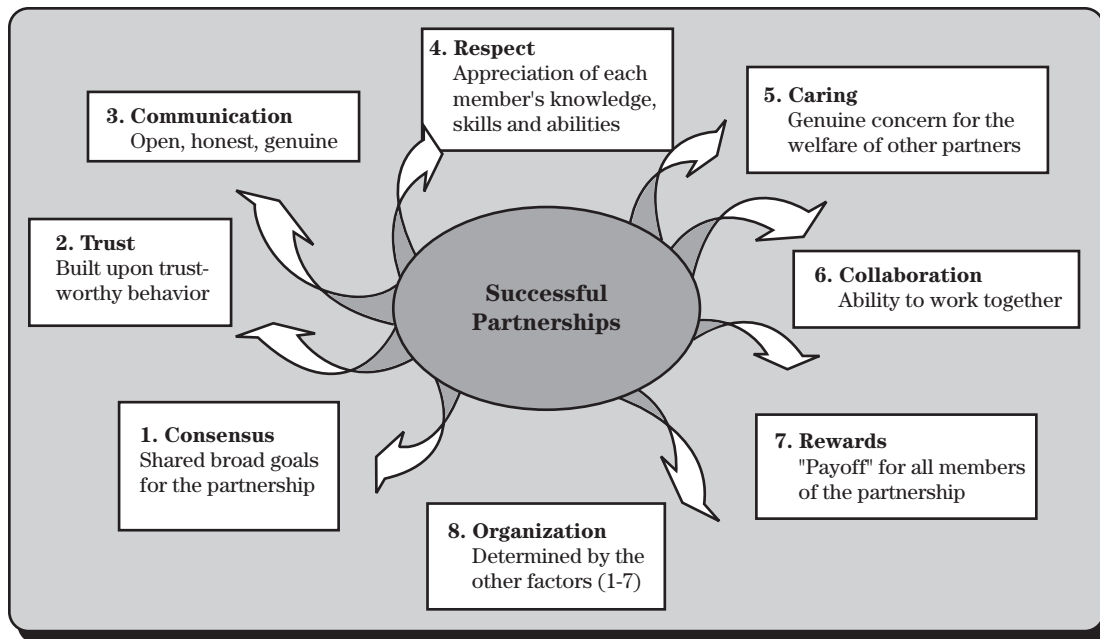 1. Consensus
Shared broad goals
for the partnership
2. Trust
Built upon trust-
worthy behavior
3. Communication
Open, honest, genuine
4. Respect
Appreciation of each
member's knowledge,
skills and abilities
5. Caring
Genuine concern for the
welfare of other partners
6. Collaboration
Ability to work together
7. Rewards
"Payoff" for all members
of the partnership
8. Organization
Determined by the
other factors (1-7)
Successful
Partnerships